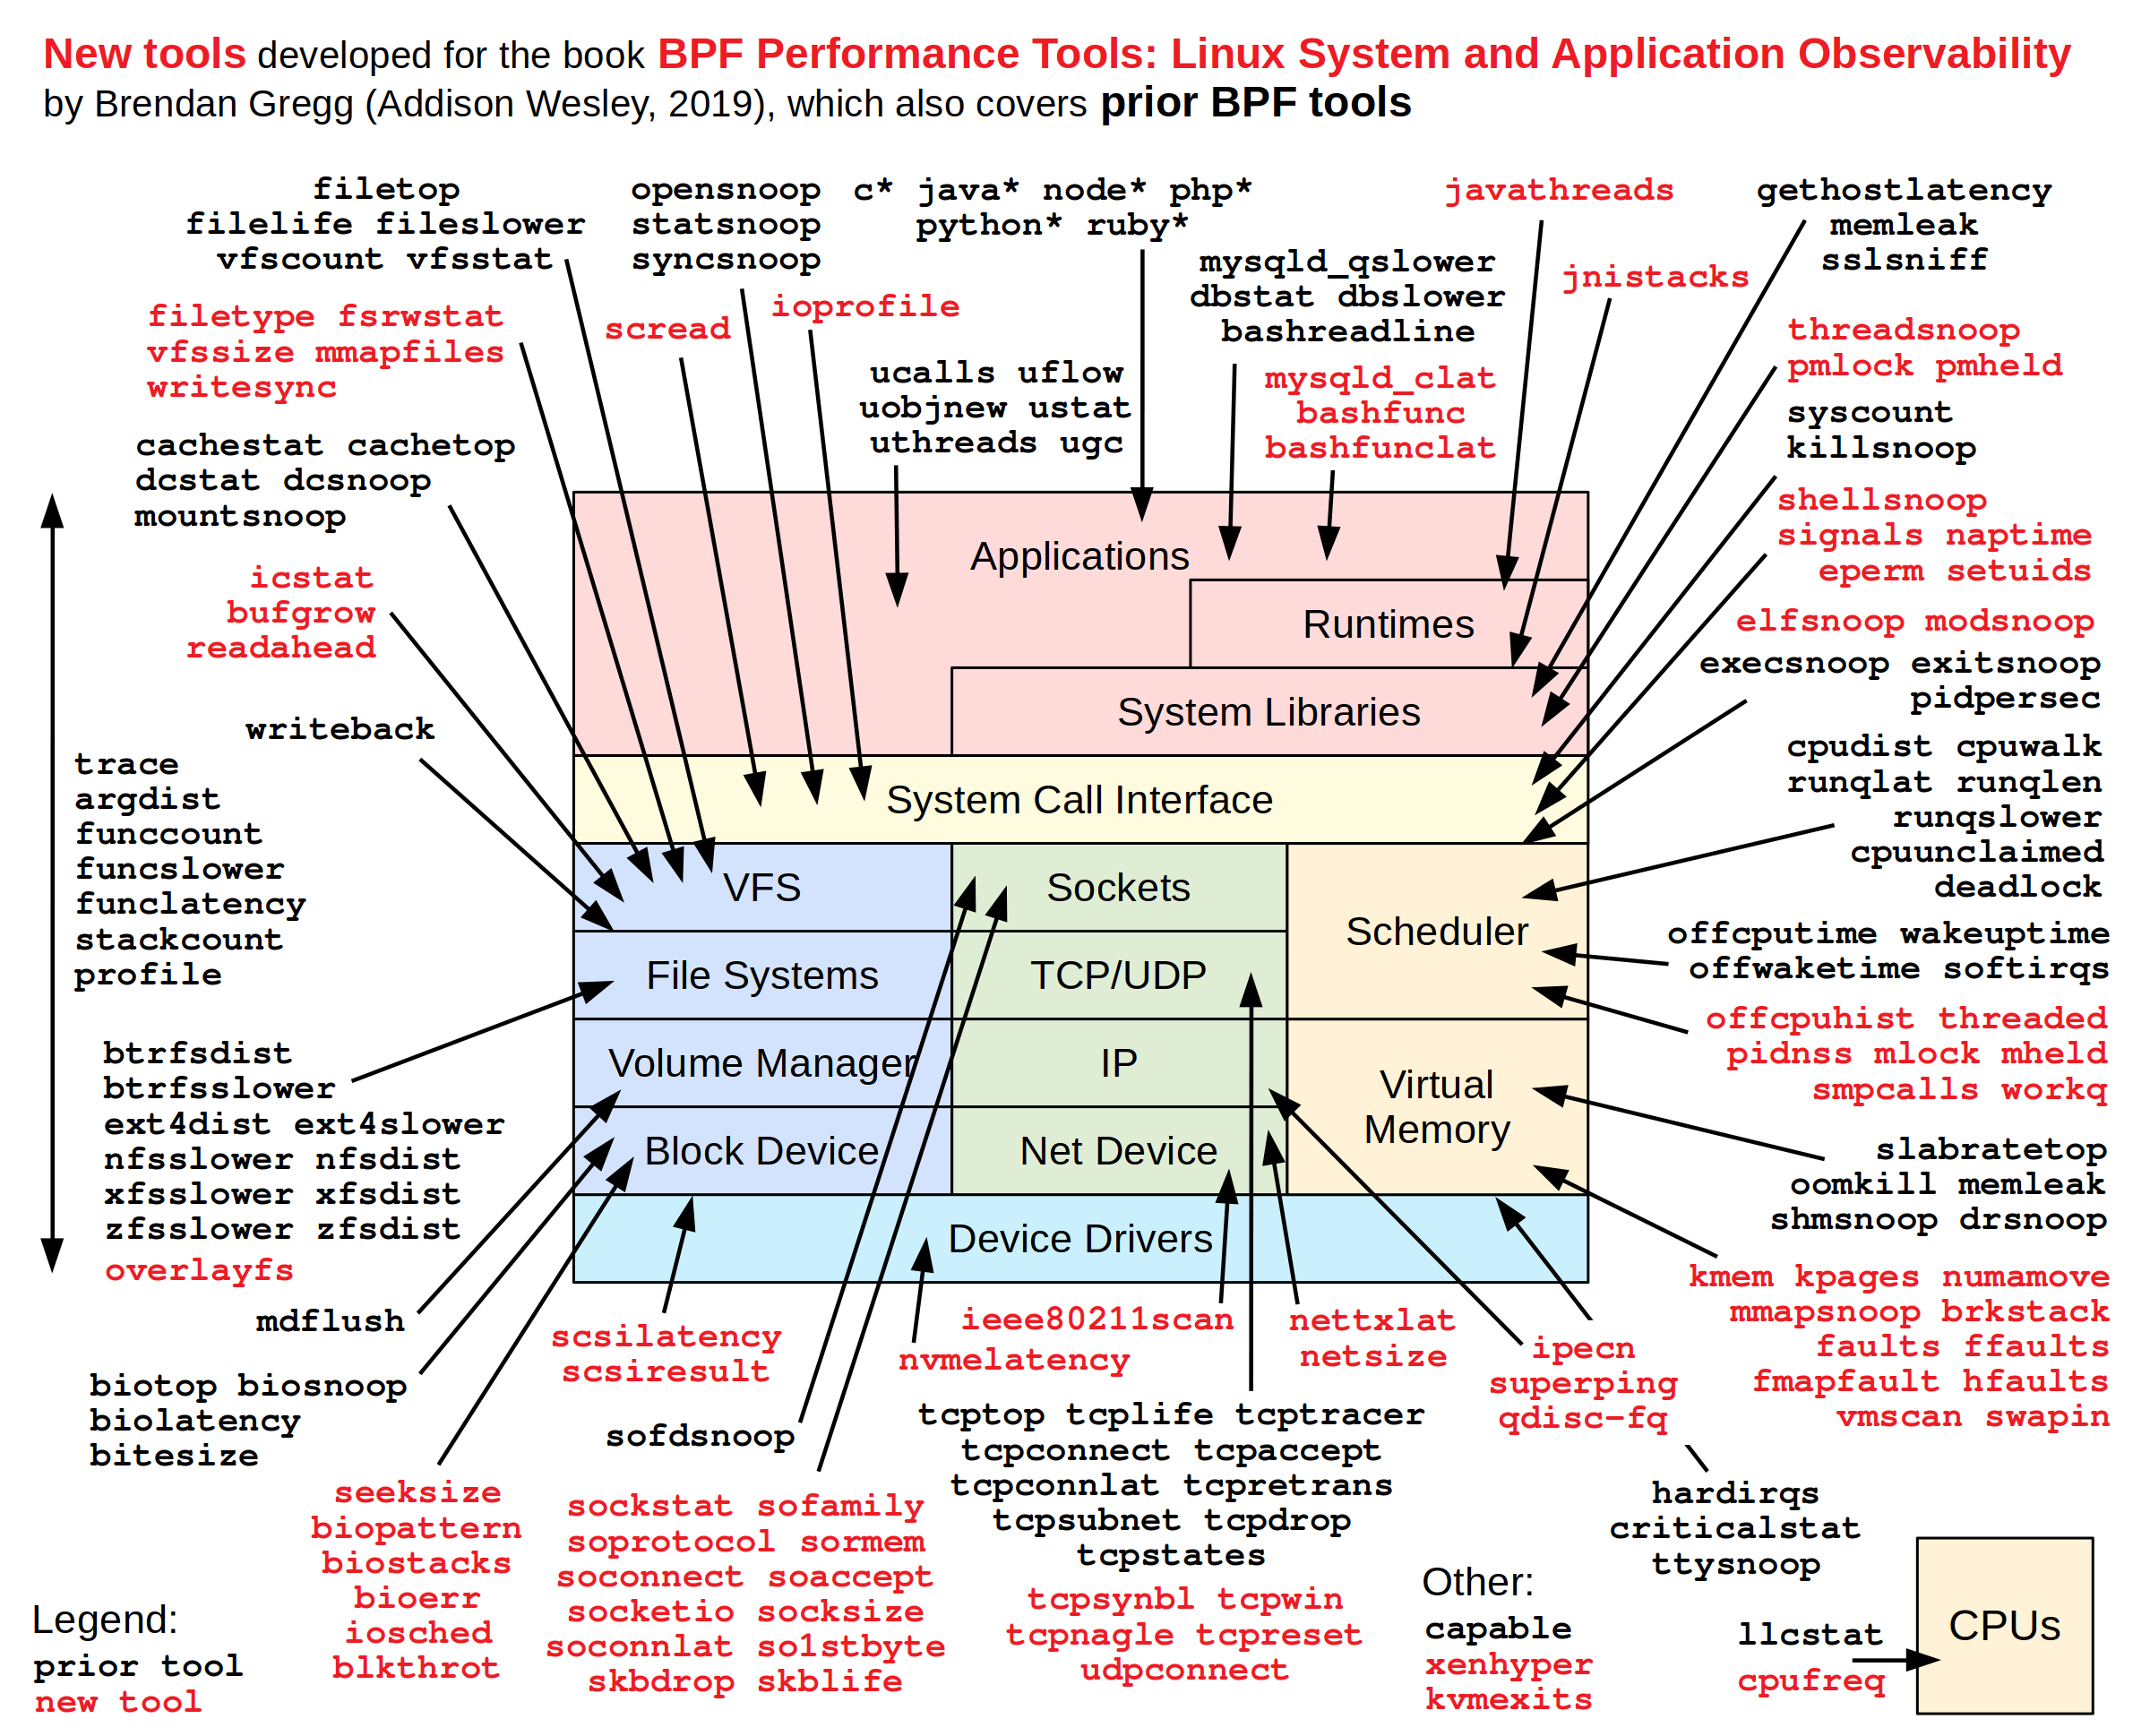 New tools developed for the book BPF Performance Tools: Linux System and Application Observability
by Brendan Gregg (Addison Wesley, 2019), which also covers prior BPF tools
filetop
filelife fileslower
vfscount vfsstat
opensnoop
statsnoop
syncsnoop
c* java* node* php*
python* ruby*
javathreads
gethostlatency
memleak
sslsniff
mysqld_qslower
dbstat dbslower
bashreadline
jnistacks
filetype fsrwstat
vfssize mmapfiles
writesync
scread
ioprofile
threadsnoop
pmlock pmheld
ucalls uflow
uobjnew ustat
uthreads ugc
mysqld_clat
bashfunc
bashfunclat
syscount
killsnoop
cachestat cachetop
dcstat dcsnoop
mountsnoop
shellsnoop
signals naptime
eperm setuids
icstat
bufgrow
readahead
elfsnoop modsnoop
execsnoop exitsnoop
pidpersec
writeback
trace
argdist
funccount
funcslower
funclatency
stackcount
profile
cpudist cpuwalk
runqlat runqlen
runqslower
cpuunclaimed
deadlock
offcputime wakeuptime
offwaketime softirqs
offcpuhist threaded
pidnss mlock mheld
smpcalls workq
Applications
Runtimes
System Libraries
System Call Interface
VFS
Sockets
Scheduler
File Systems
TCP/UDP
Volume Manager
IP
Virtual
Memory
Block Device
Net Device
Device Drivers
btrfsdist
btrfsslower
ext4dist ext4slower
nfsslower nfsdist
xfsslower xfsdist
zfsslower zfsdist
overlayfs
slabratetop
oomkill memleak
shmsnoop drsnoop
kmem kpages numamove
mmapsnoop brkstack
faults ffaults
fmapfault hfaults
vmscan swapin
mdflush
scsilatency
scsiresult
ieee80211scan
nvmelatency
nettxlat
netsize
ipecn
superping
qdisc-fq
biotop biosnoop
biolatency
bitesize
sofdsnoop
tcptop tcplife tcptracer
tcpconnect tcpaccept
tcpconnlat tcpretrans
tcpsubnet tcpdrop
tcpstates
seeksize
biopattern
biostacks
bioerr
iosched
blkthrot
sockstat sofamily
soprotocol sormem
soconnect soaccept
socketio socksize
soconnlat so1stbyte
skbdrop skblife
tcpsynbl tcpwin
tcpnagle tcpreset
udpconnect
hardirqs
criticalstat
ttysnoop
Other:
capable
xenhyper
kvmexits
llcstat
cpufreq
CPUs
Legend:
prior tool
new tool